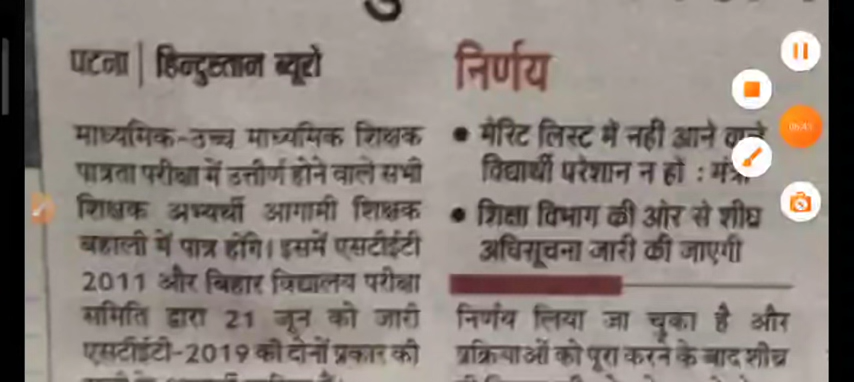 पटना | हिन्दुस्तान ब्यूरो
माध्यमिक-उच्च माध्यमिक शिक्षक
पात्रता परीक्षा में उत्तीर्ण होने वाले सभी
शिक्षक अभ्यर्थी आगामी शिक्षक
बहाली में पात्र होंगे। इसमें एसटीईटी
2011 और बिहार विद्यालय परीक्षा
समिति द्वारा 21 जून को जारी
एसटीईटी-2019 की दोनों प्रकार की
निर्णय
• मेरिट लिस्ट में नहीं आने वाले
विद्यार्थी परेशान न हों : मंत्री
• शिक्षा विभाग की ओर से शीघ्र
अधिसूचना जारी की जाएगी
निर्णय लिया जा चुका है और
प्रक्रियाओं को पूरा करने के बाद शीघ्र